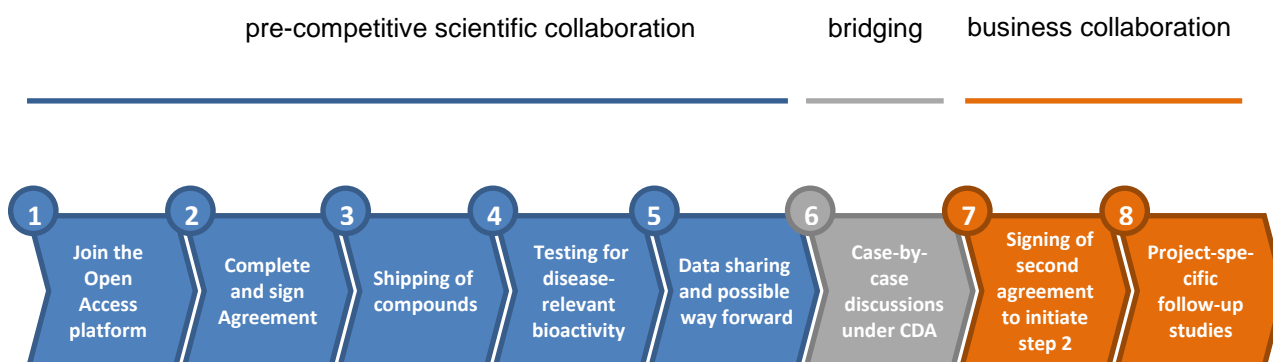 pre-competitive scientific collaboration
bridging
business collaboration
1
Join the
Open
Access
platform
2
Complete
and sign
Agreement
3
Shipping of
compounds
4
Testing for
disease-
relevant
bioactivity
5
Data sharing
and possible
way forward
6
Case-by-
case
discussions
under CDA
7
Signing of
second
agreement
to initiate
step 2
8
Project-spe-
cific
follow-up
studies